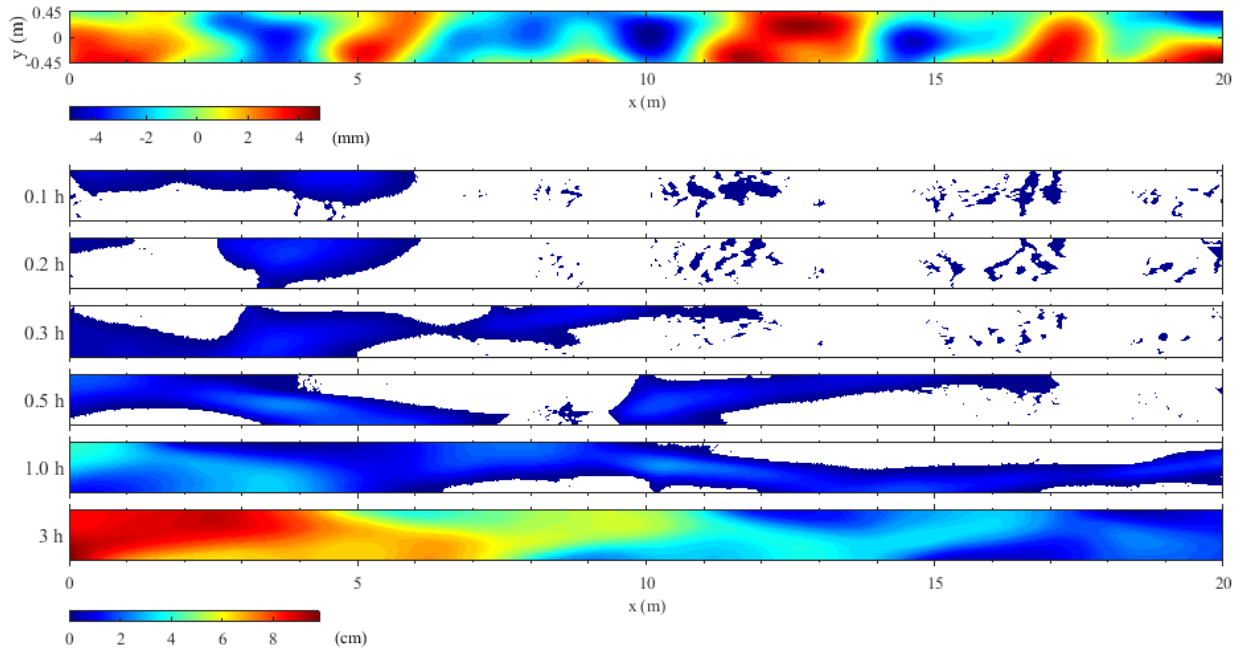 y (m)
0.45
0
-0.45
0 5 10 15 20
x (m)
-4 -2 0 2 4 (mm)
0.1 h
0.2 h
0.3 h
0.5 h
1.0 h
3 h
0 5 10 15 20
x (m)
0 2 4 6 8 (cm)